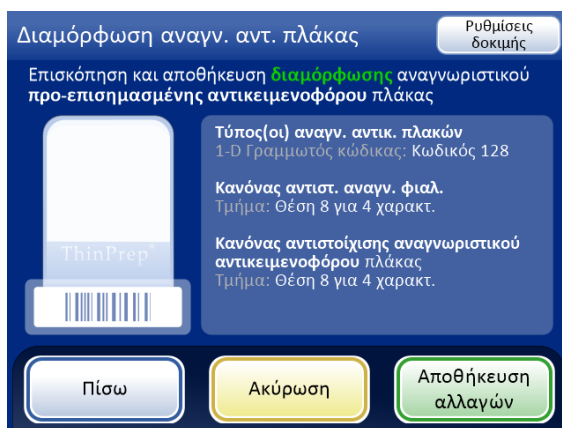 Διαμόρφωση αναγν. αντ. πλάκας
Ρυθμίσεις
δοκιμής
Επισκόπηση και αποθήκευση διαμόρφωσης αναγνωριστικού
προ-επισημασμένης αντικειμενοφόρου πλάκας
Τύπος(οι) αναγν. αντικ. πλακών
1-D Γραμμωτός κώδικας: Κωδικός 128
Κανόνας αντιστ. αναγν. φιαλ.
Τμήμα: Θέση 8 για 4 χαρακτ.
Κανόνας αντιστοίχισης αναγνωριστικού
αντικειμενοφόρου πλάκας
Τμήμα: Θέση 8 για 4 χαρακτ.
ThinPrep®
Πίσω
Ακύρωση
Αποθήκευση
αλλαγών